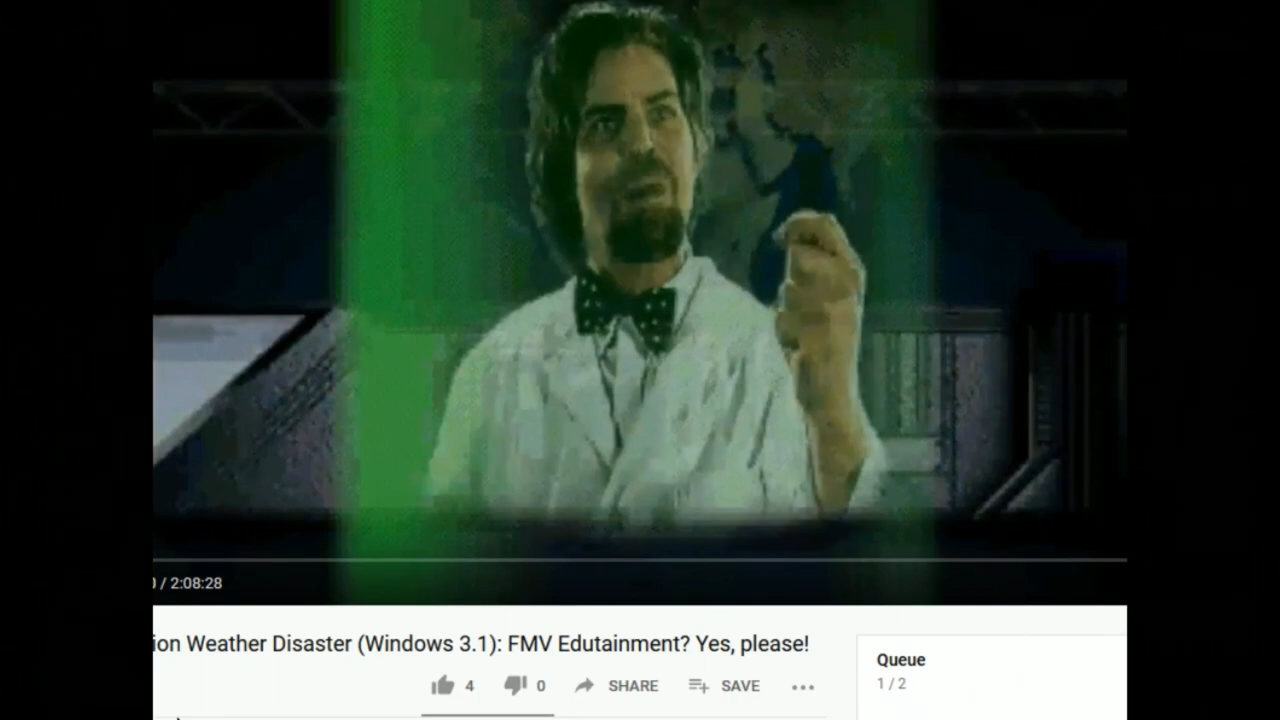 / 2:08:28
ion Weather Disaster (Windows 3.1): FMV Edutainment? Yes, please!
4 0 SHARE SAVE
Queue
1 / 2